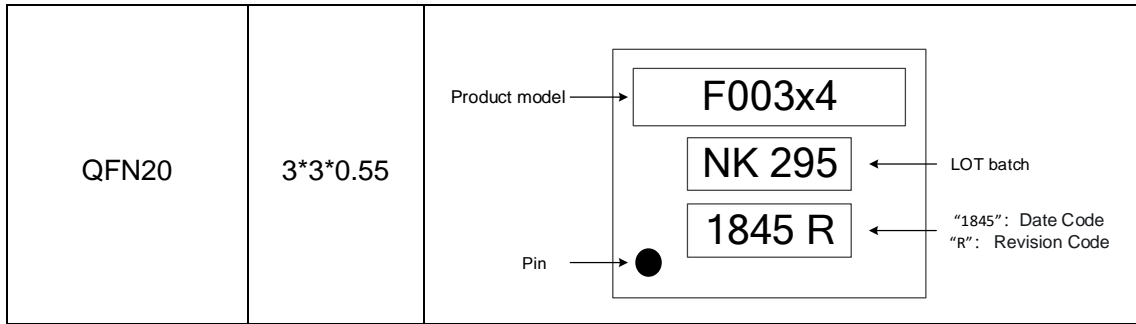 QFN20
3*3*0.55
Product model
F003x4
NK 295
LOT batch
1845 R
“1845”: Date Code
“R”: Revision Code
Pin